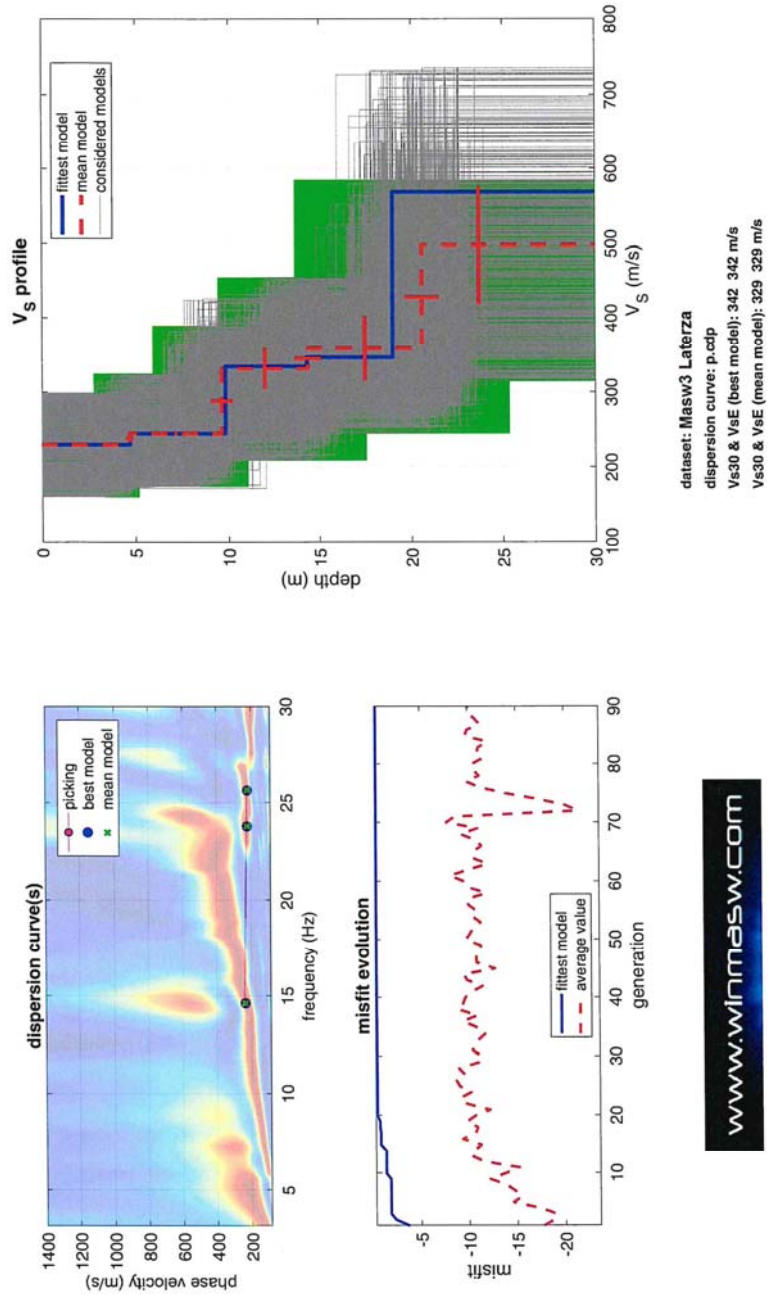 dispersion curve(s)
picking
best model
mean model
1400
1200
1000
800
600
400
200
phase velocity (m/s)
5
10
15
20
25
30
frequency (Hz)
misfit evolution
fittest model
average value
-5
-10
-15
-20
misfit
10
20
30
40
50
60
70
80
90
generation
VS profile
fittest model
mean model
considered models
0
5
10
15
20
25
30
depth (m)
100
200
300
400
500
600
700
800
VS (m/s)
dataset: Masw3 Laterza
dispersion curve: p.cdp
Vs30 & VsE (best model): 342 342 m/s
Vs30 & VsE (mean model): 329 329 m/s
www.winmasw.com